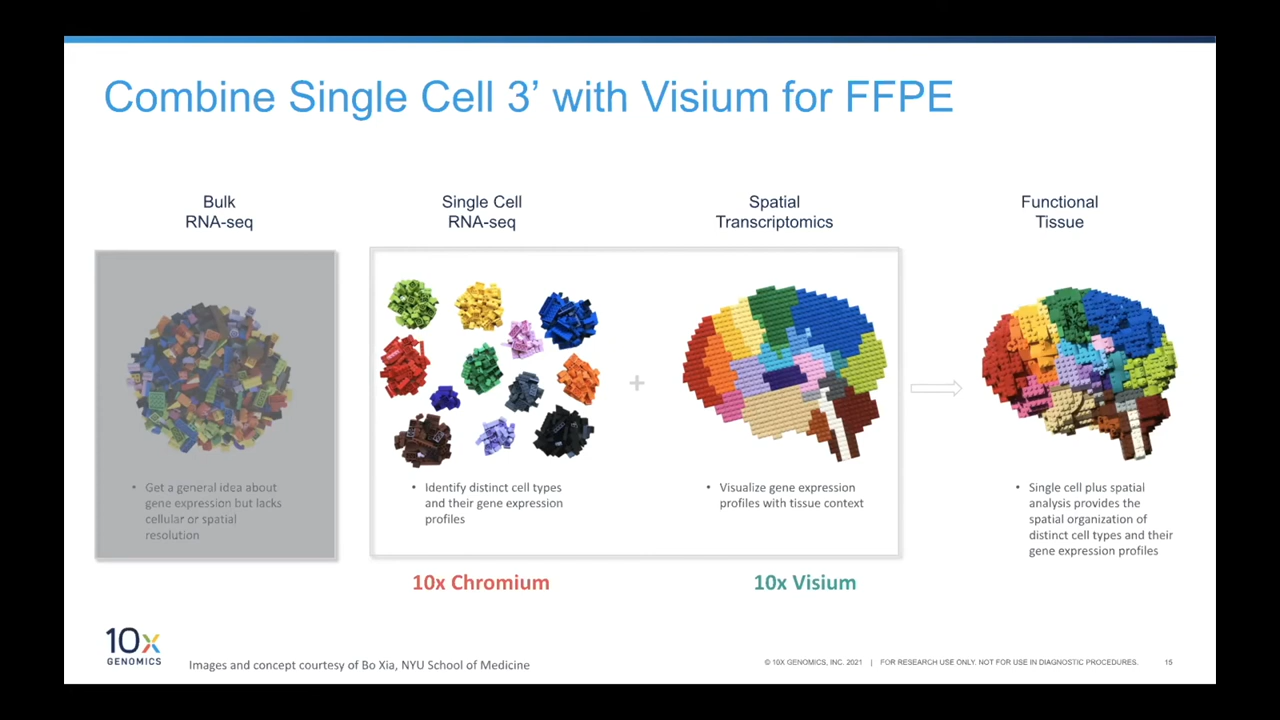 Combine Single Cell 3’ with Visium for FFPE
Bulk
RNA-seq
• Get a general idea about
gene expression but lacks
cellular or spatial
resolution
Single Cell
RNA-seq
• Identify distinct cell types
and their gene expression
profiles
10x Chromium
+
Spatial
Transcriptomics
• Visualize gene expression
profiles with tissue context
10x Visium
Functional
Tissue
• Single cell plus spatial
analysis provides the
spatial organization of
distinct cell types and their
gene expression profiles
10x
GENOMICS
Images and concept courtesy of Bo Xia, NYU School of Medicine
© 10X GENOMICS, INC. 2021 | FOR RESEARCH USE ONLY. NOT FOR USE IN DIAGNOSTIC PROCEDURES.
15